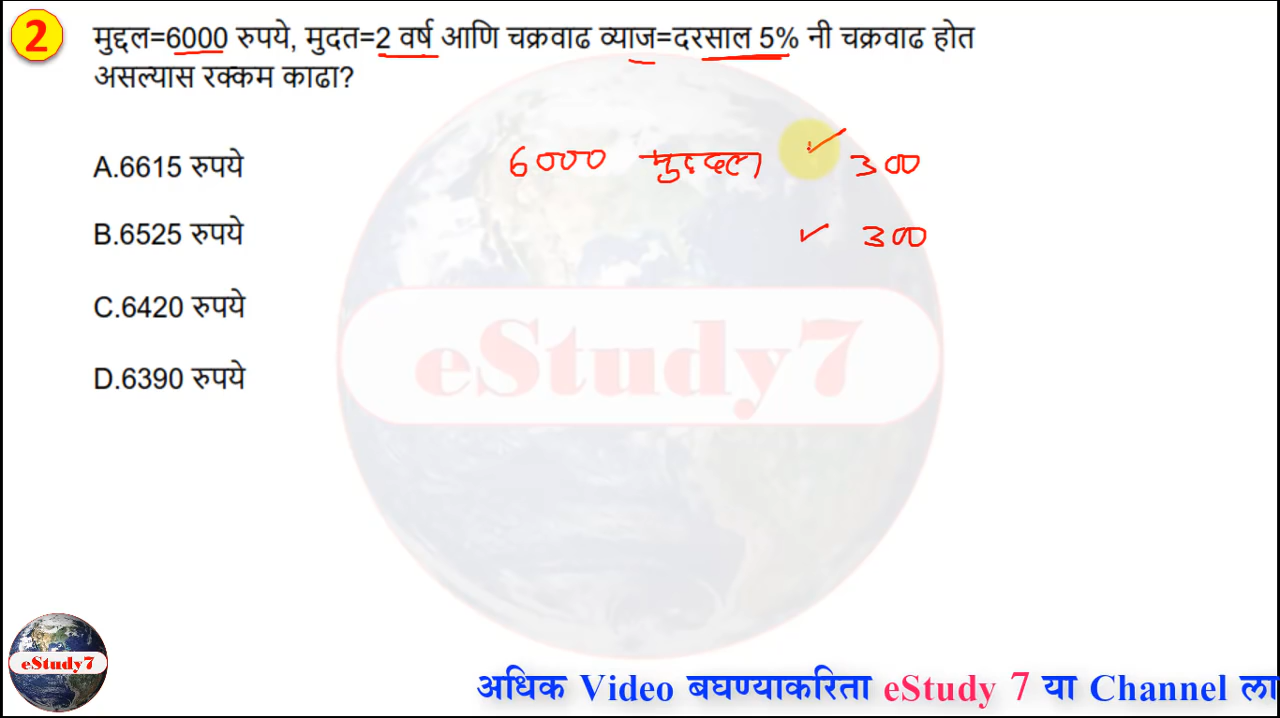 2
मुद्दल=6000 रुपये, मुदत=2 वर्ष आणि चक्रवाढ व्याज=दरसाल 5% नी चक्रवाढ होत
असल्यास रक्कम काढा?
A.6615 रुपये
6000 मुद्दल ✓ 300
B.6525 रुपये
✓ 300
C.6420 रुपये
eStudy7
D.6390 रुपये
eStudy7
अधिक Video बघण्याकरिता eStudy 7 या Channel ला